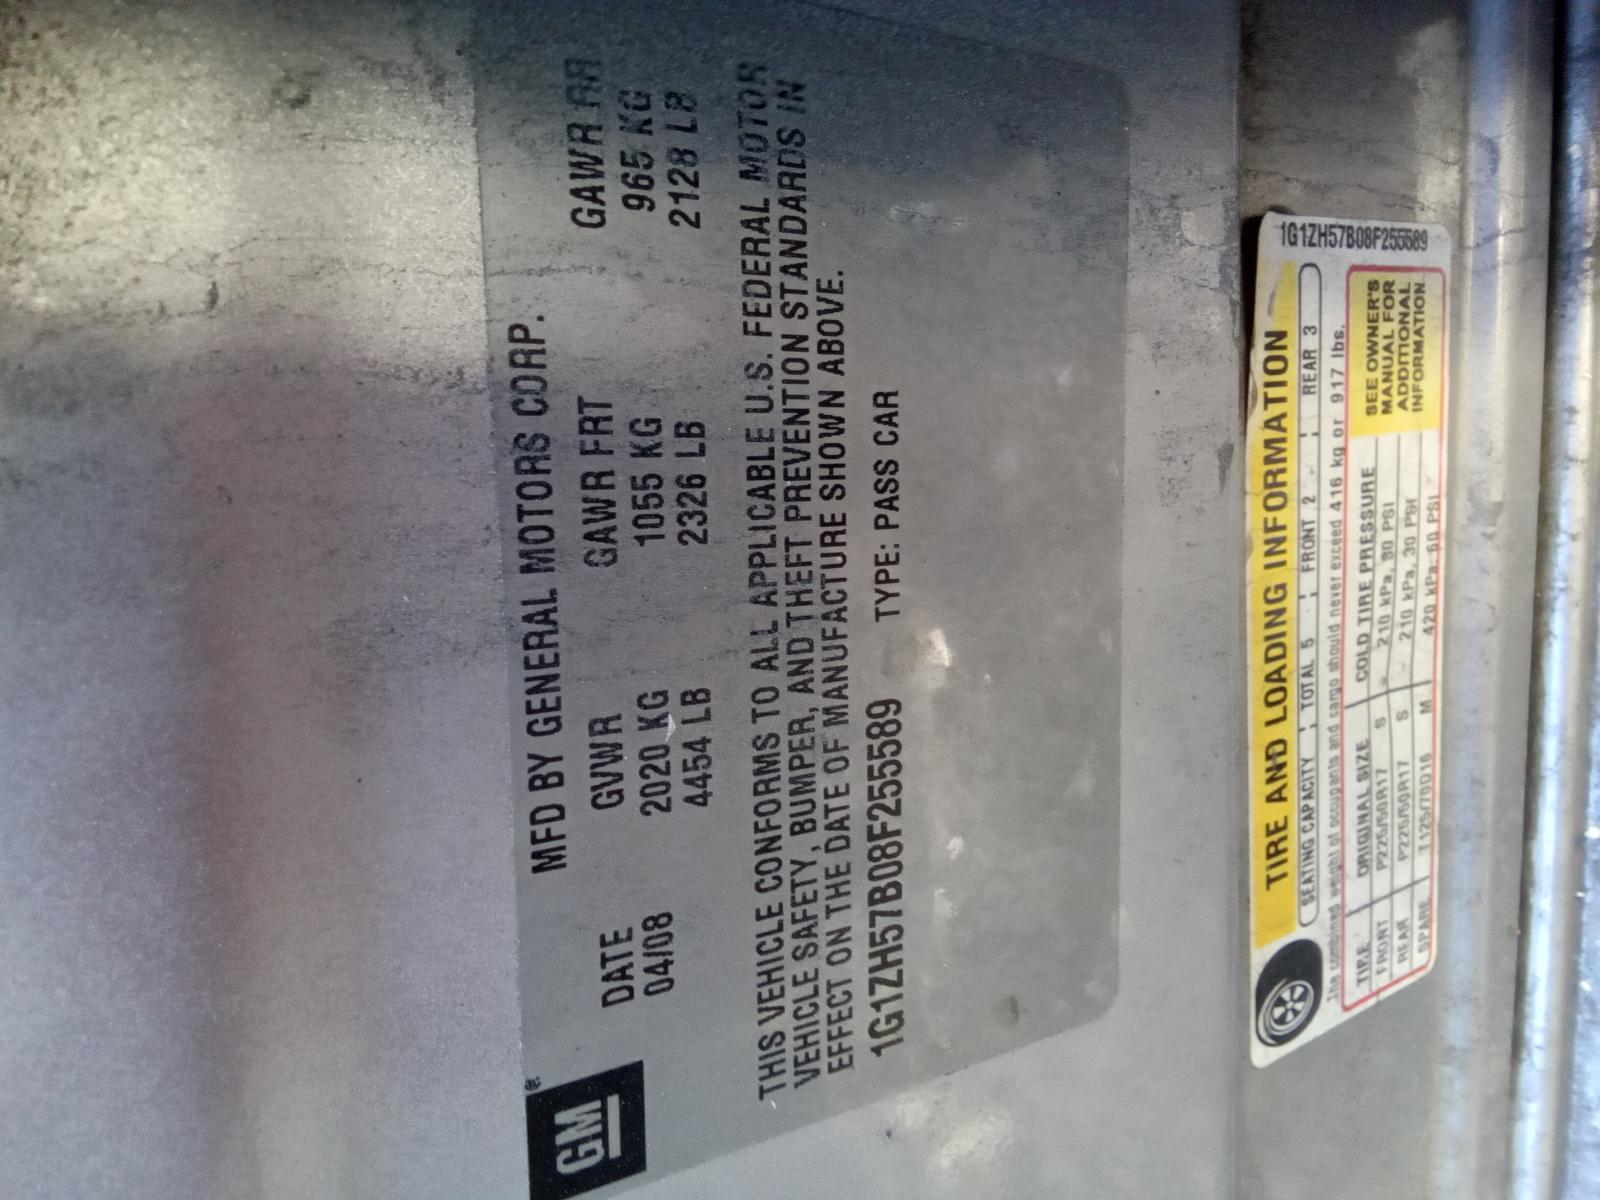 GM®
MFD BY GENERAL MOTORS CORP.
DATE GVWR GAWR FRT GAWR RR
04/08 2020 KG 1055 KG 965 KG
4454 LB 2326 LB 2128 LB
THIS VEHICLE CONFORMS TO ALL APPLICABLE U.S. FEDERAL MOTOR
VEHICLE SAFETY, BUMPER, AND THEFT PREVENTION STANDARDS IN
EFFECT ON THE DATE OF MANUFACTURE SHOWN ABOVE.
1G1ZH57B08F255589 TYPE: PASS CAR
TIRE AND LOADING INFORMATION
SEATING CAPACITY TOTAL 5 FRONT 2 REAR 3
The combined weight of occupants and cargo should never exceed 416 kg or 917 lbs.
TIRE ORIGINAL SIZE COLD TIRE PRESSURE
FRONT P225/50R17 S 210 kPa, 30 PSI
REAR P225/50R17 S 210 kPa, 30 PSI
SPARE T125/70D16 M 420 kPa, 60 PSI
SEE OWNER'S
MANUAL FOR
ADDITIONAL
INFORMATION
1G1ZH57B08F255589